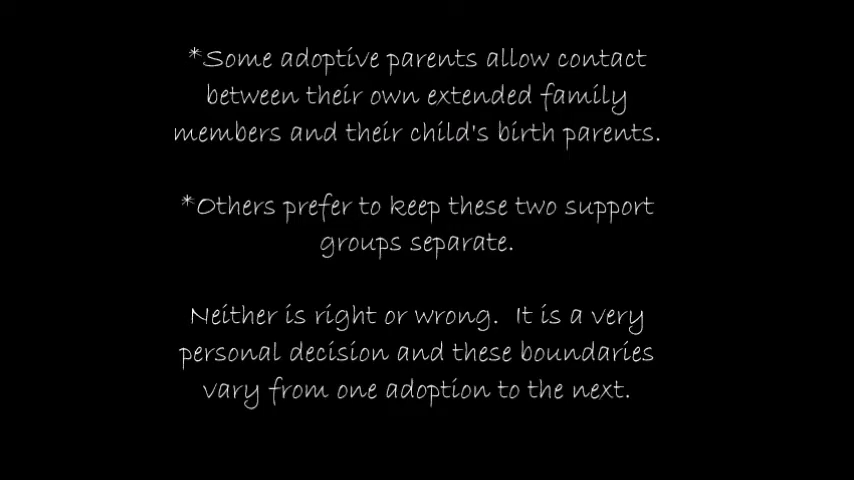 *Some adoptive parents allow contact
between their own extended family
members and their child's birth parents.
*Others prefer to keep these two support
groups separate.
Neither is right or wrong.  It is a very
personal decision and these boundaries
vary from one adoption to the next.